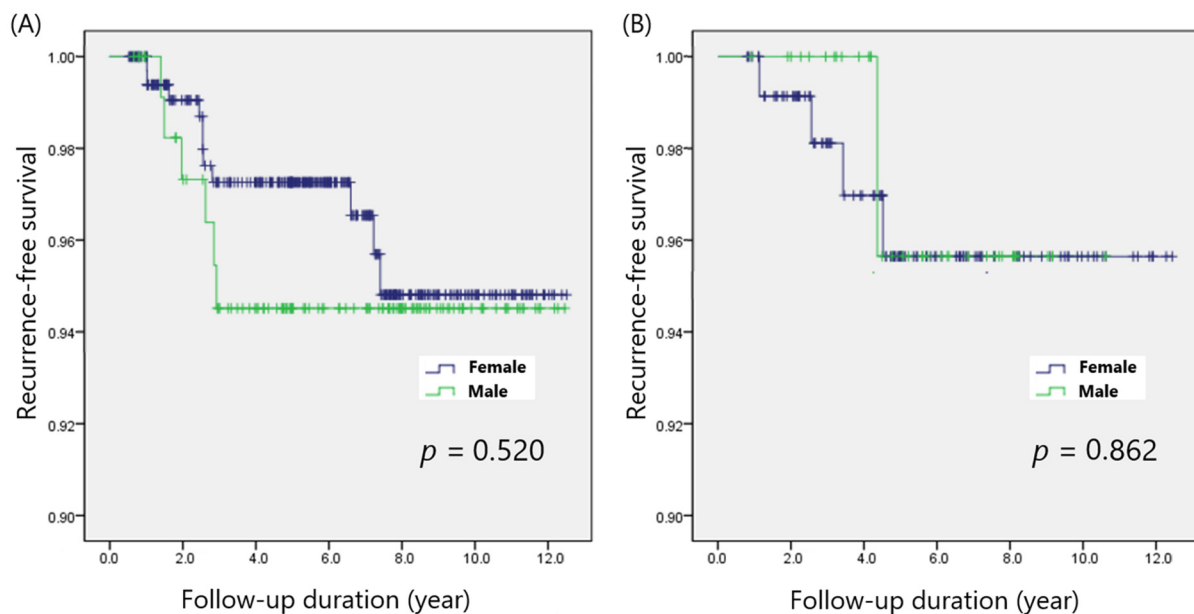 (A)
Recurrence-free survival
1.00
0.98
0.96
0.94
0.92
0.90
Female
Male
p = 0.520
0.0 2.0 4.0 6.0 8.0 10.0 12.0
Follow-up duration (year)
(B)
Recurrence-free survival
1.00
0.98
0.96
0.94
0.92
0.90
Female
Male
p = 0.862
0.0 2.0 4.0 6.0 8.0 10.0 12.0
Follow-up duration (year)